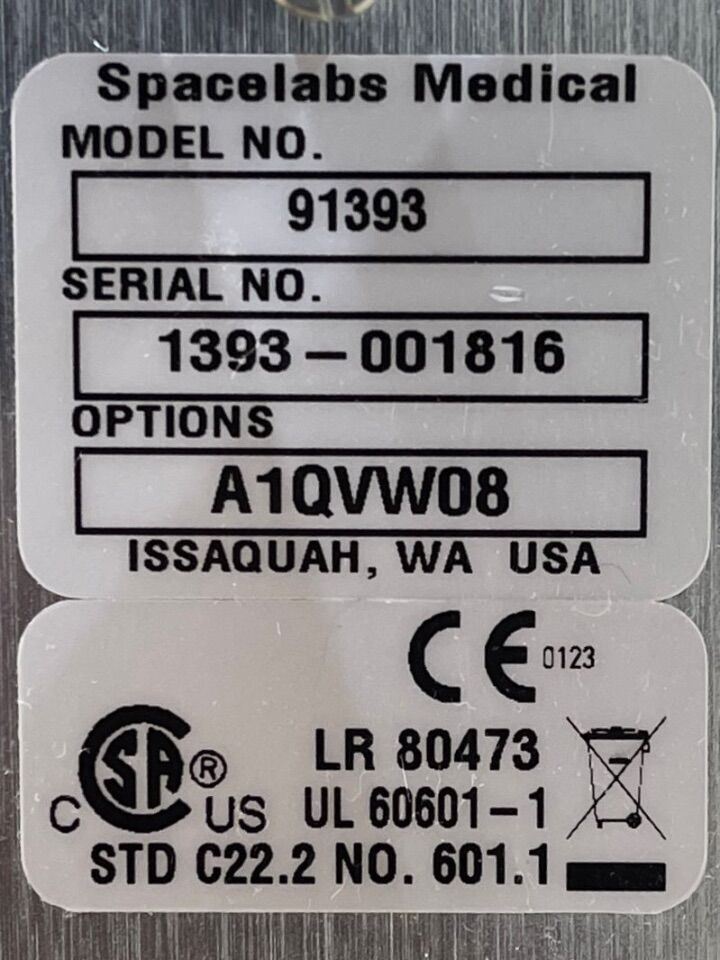 Spacelabs Medical
MODEL NO.
91393
SERIAL NO.
1393-001816
OPTIONS
A1QVW08
ISSAQUAH, WA USA
CE 0123
CSA ® LR 80473
C US UL 60601-1
STD C22.2 NO. 601.1